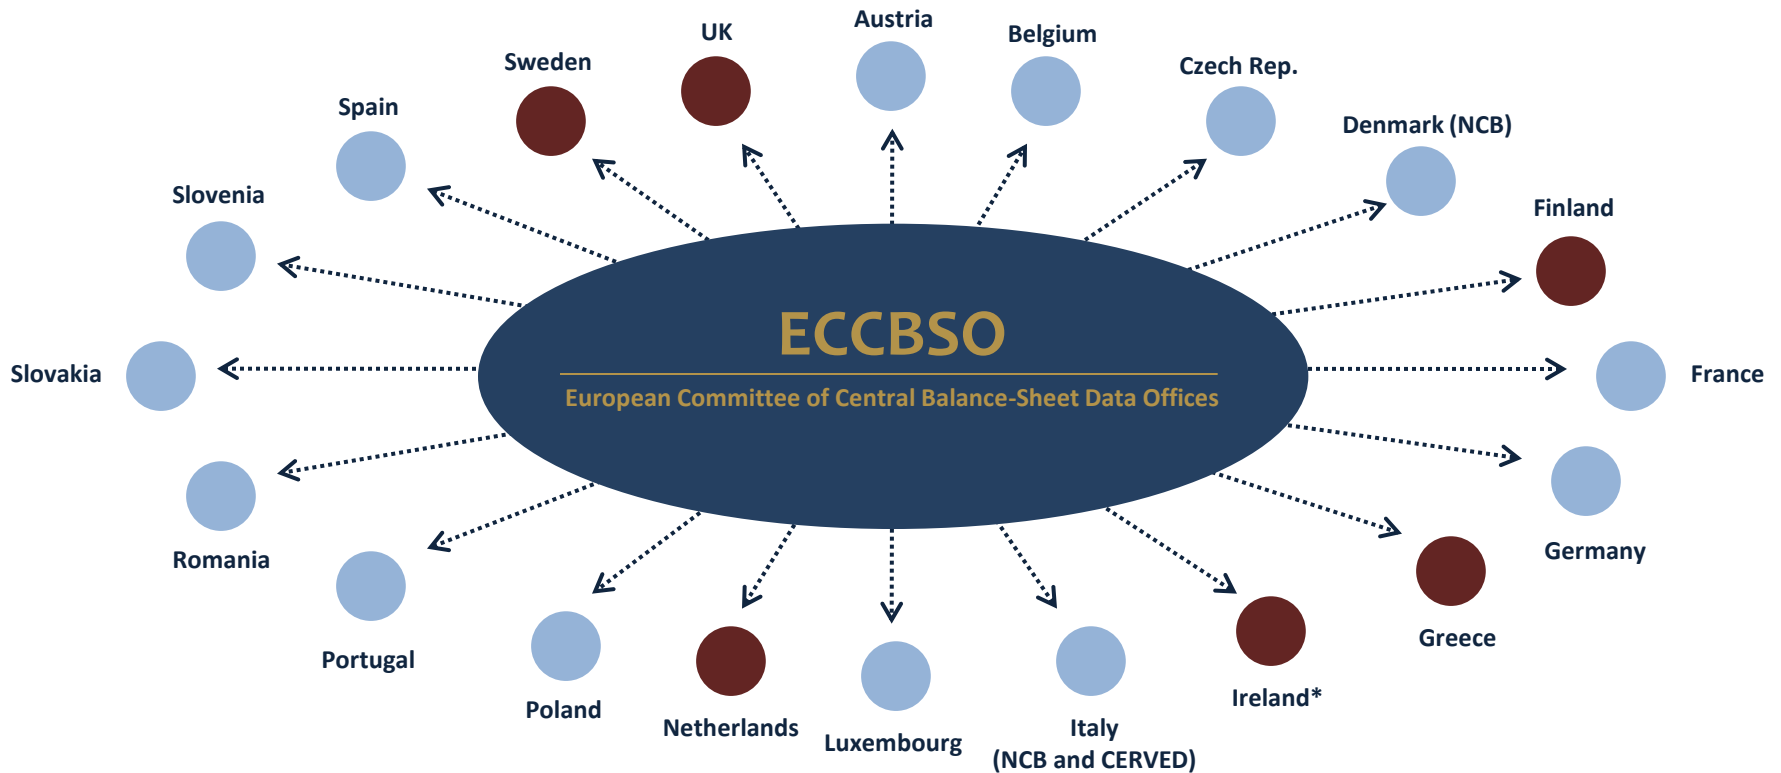 Austria
UK
Belgium
Sweden
Czech Rep.
Spain
Denmark (NCB)
Slovenia
Finland
ECCBSO
European Committee of Central Balance-Sheet Data Offices
Slovakia
France
Romania
Germany
Portugal
Greece
Poland
Netherlands
Luxembourg
Italy
(NCB and CERVED)
Ireland*